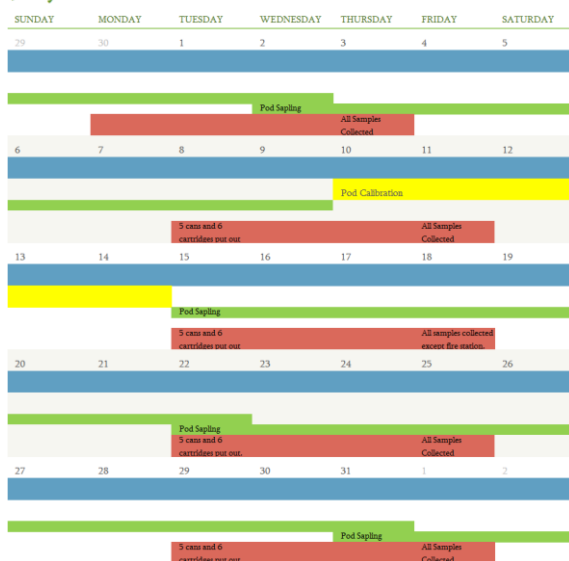 SUNDAY MONDAY TUESDAY WEDNESDAY THURSDAY FRIDAY SATURDAY
29 30 1 2 3 4 5
Pod Sapling
All Samples
Collected
6 7 8 9 10 11 12
Pod Calibration
5 cans and 6 All Samples
cartridges put out Collected
13 14 15 16 17 18 19
Pod Sapling
5 cans and 6 All samples collected
cartridges put out except fire station.
20 21 22 23 24 25 26
Pod Sapling
5 cans and 6 All Samples
cartridges put out. Collected
27 28 29 30 31 1 2
Pod Sapling
5 cans and 6 All Samples
cartridges put out Collected